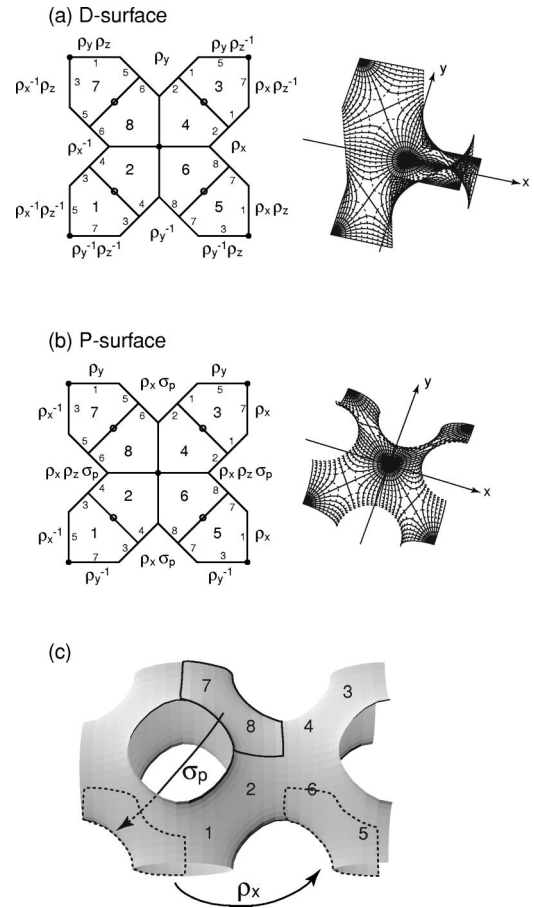 (a) D-surface
ρy ρz ρy ρy ρz⁻¹
1 5
ρx⁻¹ρz 3 7 5 6 2 1 3 7 ρx ρz⁻¹
5 8 4 1
ρx⁻¹ 6 2 ρx
4 2 6 8
3 7
ρx⁻¹ρz⁻¹ 5 1 5 1 ρx ρz
7 3 4 8 7 3
ρy⁻¹ρz⁻¹ ρy⁻¹ ρy⁻¹ρz
y
x
(b) P-surface
ρy ρx σp ρy
1 5
ρx⁻¹ 3 7 6 2 3 7 ρx
5 8 4 1
ρx ρz σp 6 2 ρx ρz σp
4 2 6 8
3 7
ρx⁻¹ 5 1 5 1 ρx
7 3 4 8 7 3
ρy⁻¹ ρx σp ρy⁻¹
y
x
(c)
7 3
8 4
σp 2 6
1 5
ρx